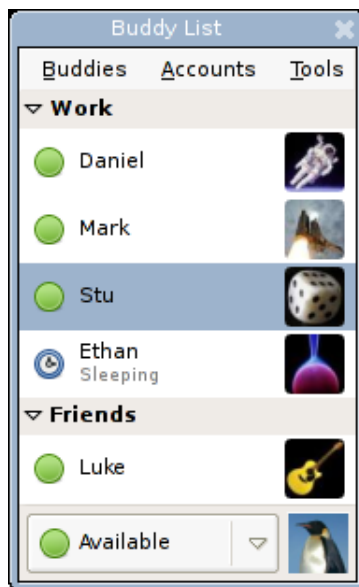 Buddy List
Buddies Accounts Tools
Work
Daniel
Mark
Stu
Ethan
Sleeping
Friends
Luke
Available